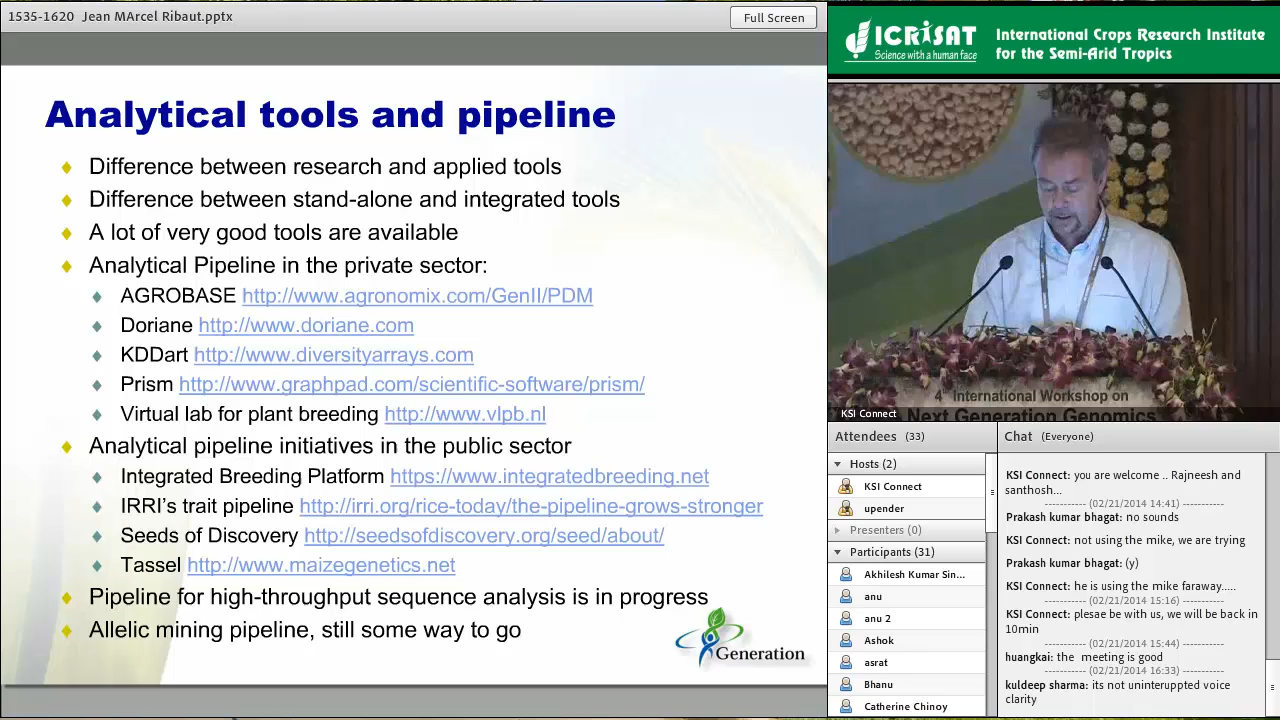 1535-1620 Jean MArcel Ribaut.pptx
Full Screen
Analytical tools and pipeline
Difference between research and applied tools
Difference between stand-alone and integrated tools
A lot of very good tools are available
Analytical Pipeline in the private sector:
AGROBASE http://www.agronomix.com/GenII/PDM
Doriane http://www.doriane.com
KDDart http://www.diversityarrays.com
Prism http://www.graphpad.com/scientific-software/prism/
Virtual lab for plant breeding http://www.vlpb.nl
Analytical pipeline initiatives in the public sector
Integrated Breeding Platform https://www.integratedbreeding.net
IRRI's trait pipeline http://irri.org/rice-today/the-pipeline-grows-stronger
Seeds of Discovery http://seedsofdiscovery.org/seed/about/
Tassel http://www.maizegenetics.net
Pipeline for high-throughput sequence analysis is in progress
Allelic mining pipeline, still some way to go
Generation
ICRISAT
Science with a human face
International Crops Research Institute
for the Semi-Arid Tropics
4th International Workshop on
Next Generation Genomics
KSI Connect
Attendees (33)
Hosts (2)
KSI Connect
upender
Presenters (0)
Participants (31)
Akhilesh Kumar Sin...
anu
anu 2
Ashok
asrat
Bhanu
Catherine Chinoy
Chat (Everyone)
KSI Connect: you are welcome .. Rajneesh and
santhosh...
---------- (02/21/2014 14:41) ----------
Prakash kumar bhagat: no sounds
KSI Connect: not using the mike, we are trying
Prakash kumar bhagat: (y)
KSI Connect: he is using the mike faraway.....
---------- (02/21/2014 15:16) ----------
KSI Connect: plesae be with us, we will be back in
10min
---------- (02/21/2014 15:44) ----------
huangkai: the meeting is good
---------- (02/21/2014 16:33) ----------
kuldeep sharma: its not uninteruppted voice
clarity